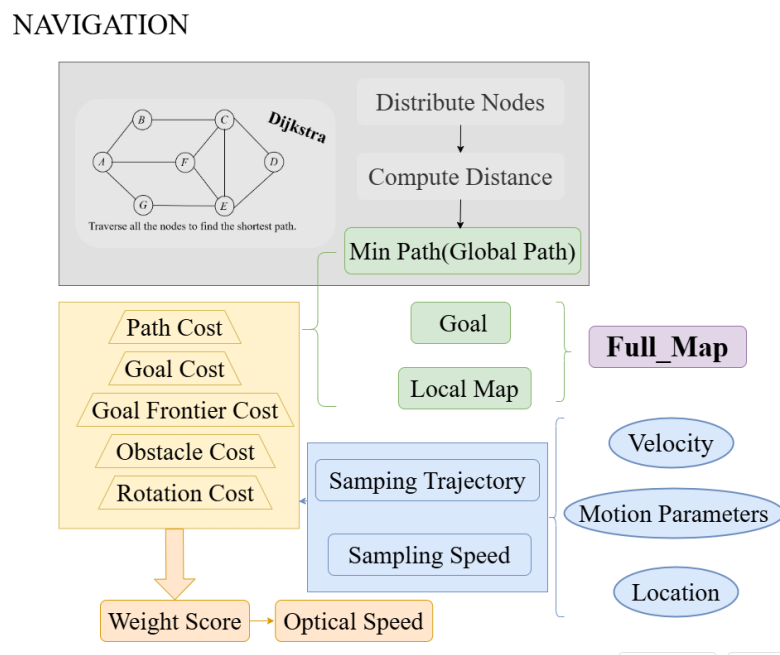 NAVIGATION
Distribute Nodes
Dijkstra
B
C
A
F
D
Compute Distance
G
E
Traverse all the nodes to find the shortest path.
Min Path(Global Path)
Path Cost
Goal
Full_Map
Goal Cost
Local Map
Goal Frontier Cost
Obstacle Cost
Velocity
Samping Trajectory
Rotation Cost
Motion Parameters
Sampling Speed
Location
Weight Score
Optical Speed